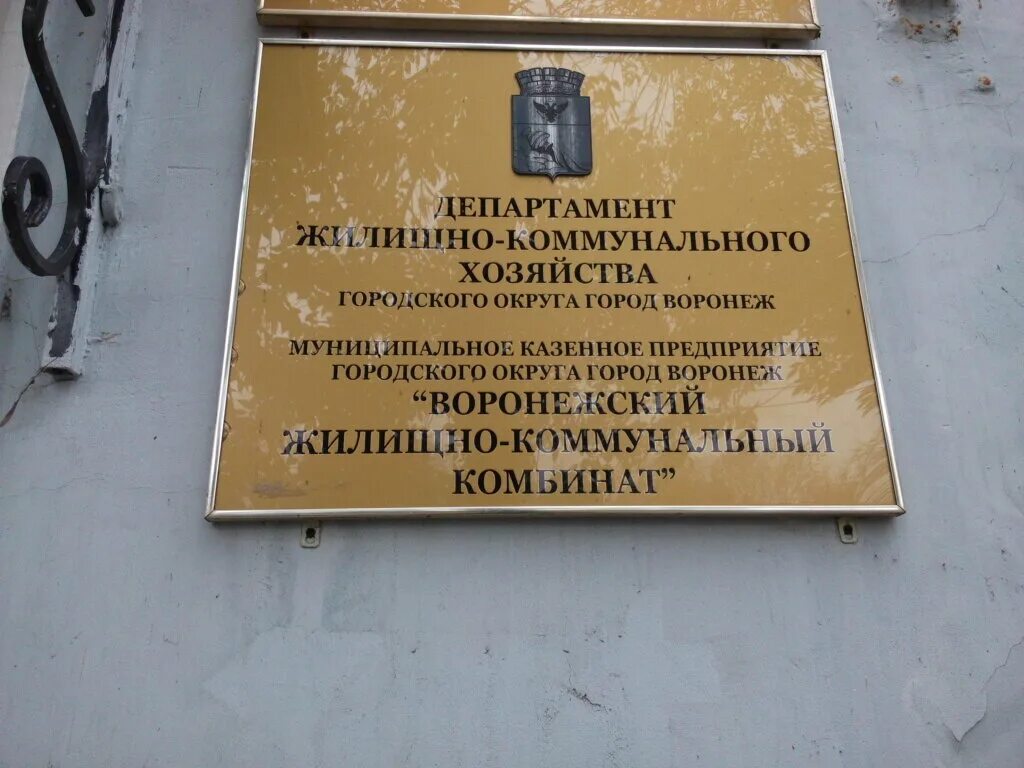 ДЕПАРТАМЕНТ
ЖИЛИЩНО-КОММУНАЛЬНОГО
ХОЗЯЙСТВА
ГОРОДСКОГО ОКРУГА ГОРОД ВОРОНЕЖ
МУНИЦИПАЛЬНОЕ КАЗЕННОЕ ПРЕДПРИЯТИЕ
ГОРОДСКОГО ОКРУГА ГОРОД ВОРОНЕЖ
“ВОРОНЕЖСКИЙ
ЖИЛИЩНО-КОММУНАЛЬНЫЙ
КОМБИНАТ”